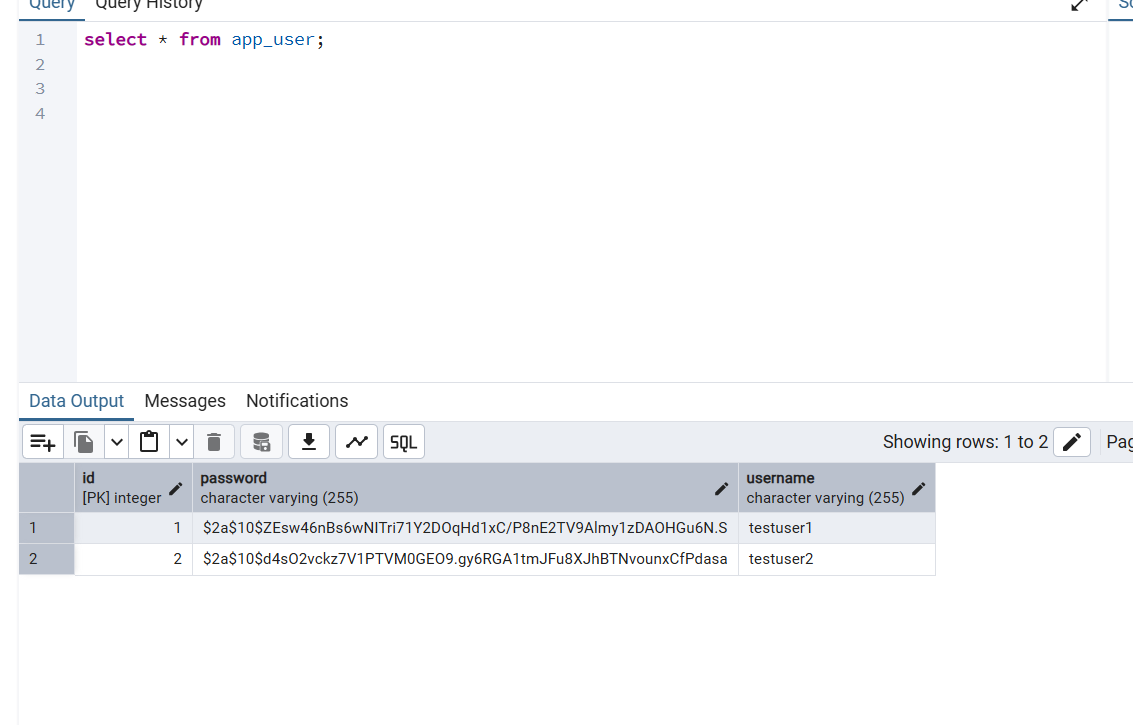 Query Query History
1 select * from app_user;
2
3
4
Data Output Messages Notifications
SQL Showing rows: 1 to 2
id password username
[PK] integer character varying (255) character varying (255)
1 1 $2a$10$ZEsw46nBs6wNITri71Y2DOqHd1xC/P8nE2TV9Almy1zDAOHGu6N.S testuser1
2 2 $2a$10$d4sO2vckz7V1PTVM0GEO9.gy6RGA1tmJFu8XJhBTNvounxCfPdasa testuser2